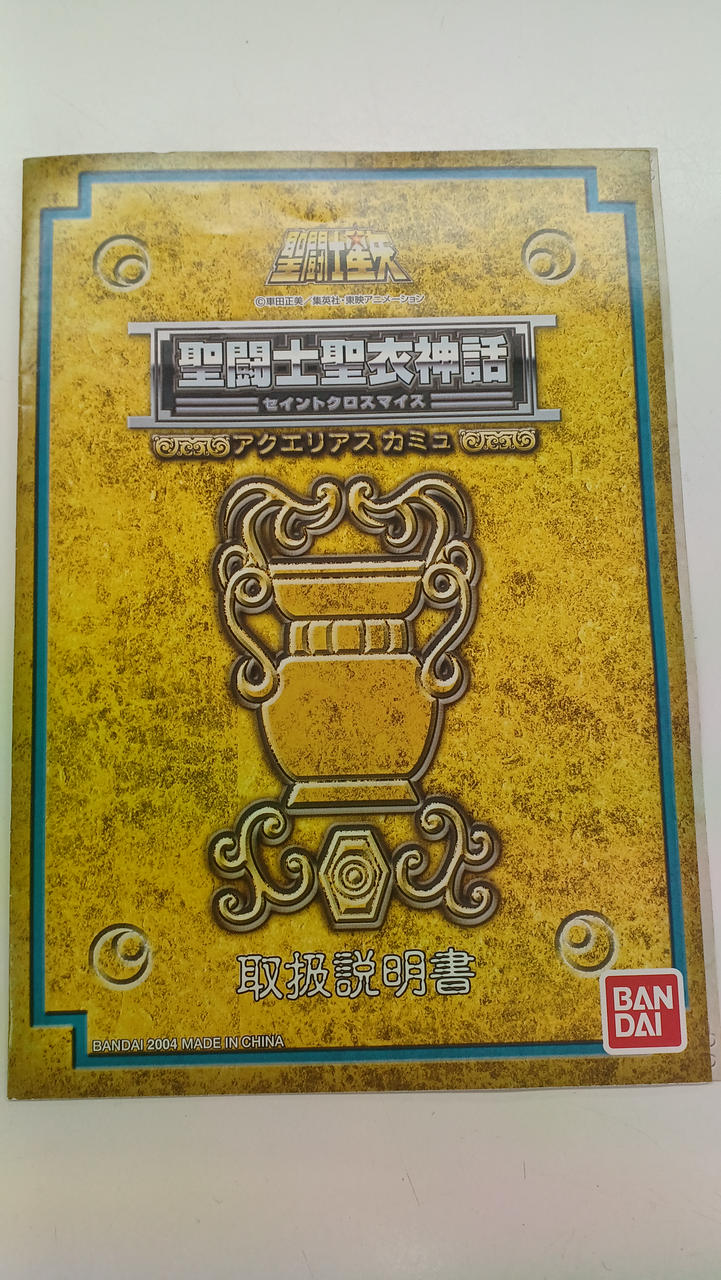 聖闘士星矢
©車田正美／集英社・東映アニメーション
聖闘士聖衣神話
セイントクロスマイス
アクエリアス カミュ
取扱説明書
BANDAI 2004 MADE IN CHINA
BAN
DAI